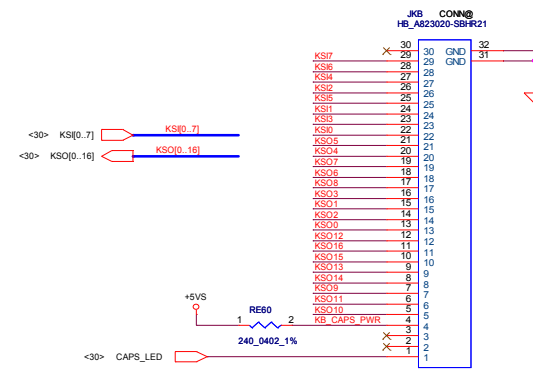 JKB CONN@
HB_A823020-SBHR21
30 30 GND 32
KSI7 29 29 GND 31
KSI6 28 28
KSI4 27 27
KSI2 26 26
KSI5 25 25
KSI1 24 24
KSI3 23 23
<30> KSI[0..7] KSI[0..7] KSI0 22 22
KSO5 21 21
<30> KSO[0..16] KSO[0..16] KSO4 20 20
KSO7 19 19
KSO6 18 18
KSO8 17 17
KSO3 16 16
KSO1 15 15
KSO2 14 14
KSO0 13 13
KSO12 12 12
KSO16 11 11
KSO15 10 10
KSO13 9 9
KSO14 8 8
KSO9 7 7
+5VS KSO11 6 6
RE60 KSO10 5 5
1 2 KB_CAPS_PWR 4 4
3 3
240_0402_1% 2 2
<30> CAPS_LED 1 1